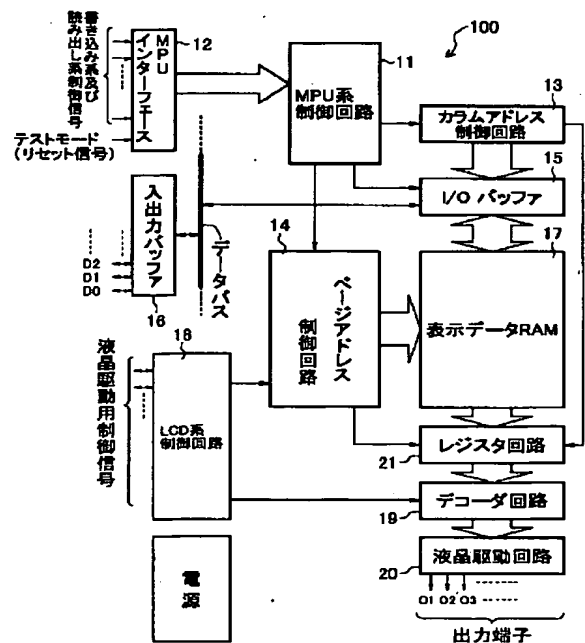 100
書き込み系及び
読み出し系制御信号
MPU
インターフェース
12
テストモード
(リセット信号)
11
MPU系
制御回路
13
カラムアドレス
制御回路
15
I/O バッファ
入出力バッファ
16
D2
D1
D0
データバス
14
ページアドレス
制御回路
17
表示データRAM
液晶駆動用制御信号
18
LCD系
制御回路
レジスタ回路
21
デコーダ回路
19
液晶駆動回路
20
O1 O2 O3
出力端子
電源